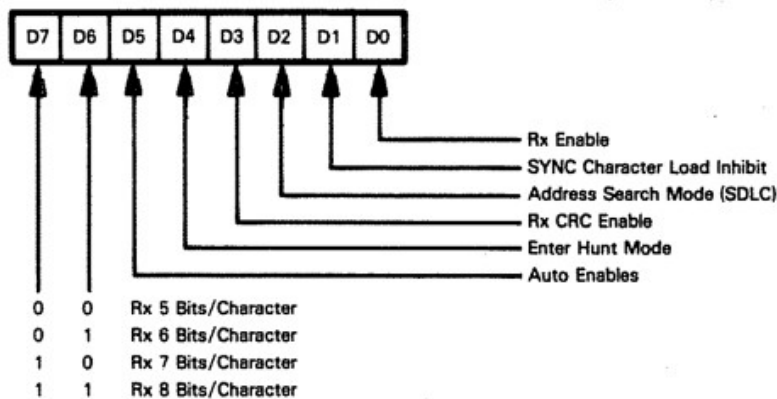 D7 D6 D5 D4 D3 D2 D1 D0
Rx Enable
SYNC Character Load Inhibit
Address Search Mode (SDLC)
Rx CRC Enable
Enter Hunt Mode
Auto Enables
0 0 Rx 5 Bits/Character
0 1 Rx 6 Bits/Character
1 0 Rx 7 Bits/Character
1 1 Rx 8 Bits/Character